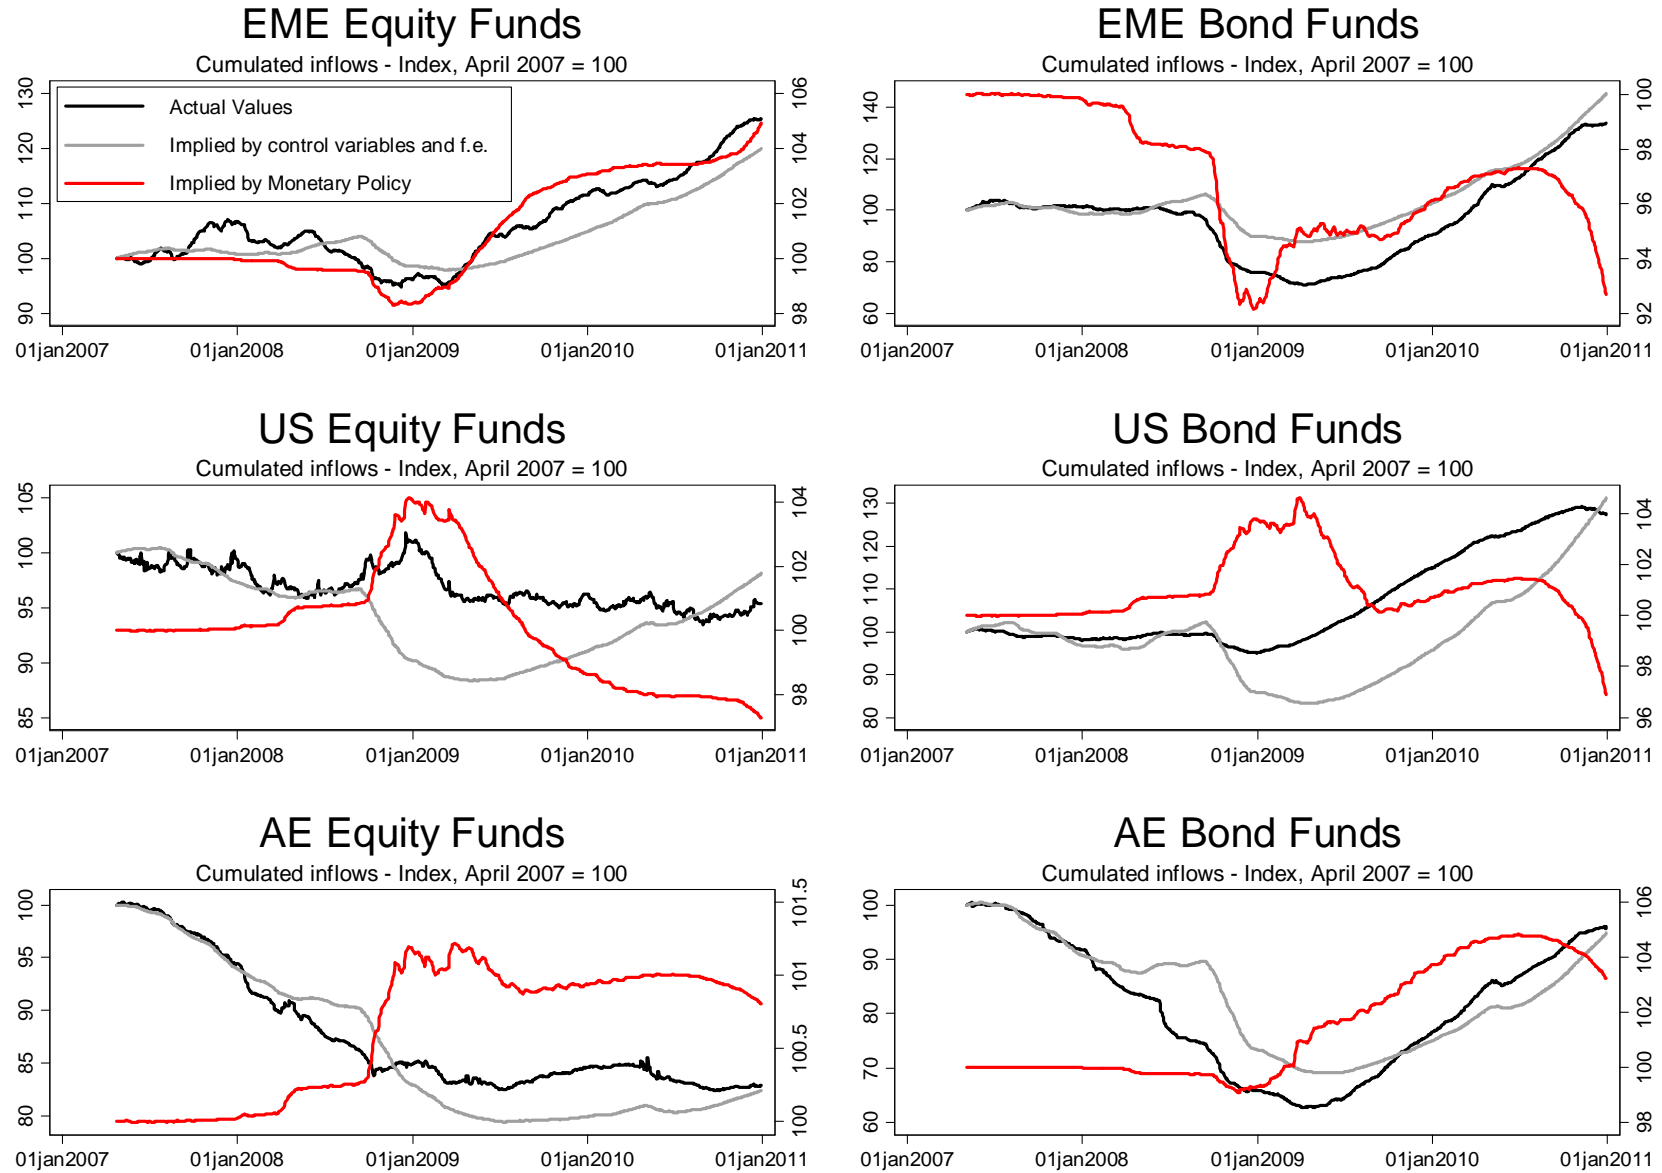 EME Equity Funds
Cumulated inflows - Index, April 2007 = 100
Actual Values
Implied by control variables and f.e.
Implied by Monetary Policy
130
120
110
100
90
106
104
102
100
98
01jan2007 01jan2008 01jan2009 01jan2010 01jan2011
EME Bond Funds
Cumulated inflows - Index, April 2007 = 100
140
120
100
80
60
100
98
96
94
92
01jan2007 01jan2008 01jan2009 01jan2010 01jan2011
US Equity Funds
Cumulated inflows - Index, April 2007 = 100
105
100
95
90
85
104
102
100
98
01jan2007 01jan2008 01jan2009 01jan2010 01jan2011
US Bond Funds
Cumulated inflows - Index, April 2007 = 100
130
120
110
100
90
80
104
102
100
98
96
01jan2007 01jan2008 01jan2009 01jan2010 01jan2011
AE Equity Funds
Cumulated inflows - Index, April 2007 = 100
100
95
90
85
80
101.5
101
100.5
100
01jan2007 01jan2008 01jan2009 01jan2010 01jan2011
AE Bond Funds
Cumulated inflows - Index, April 2007 = 100
100
90
80
70
60
106
104
102
100
98
01jan2007 01jan2008 01jan2009 01jan2010 01jan2011